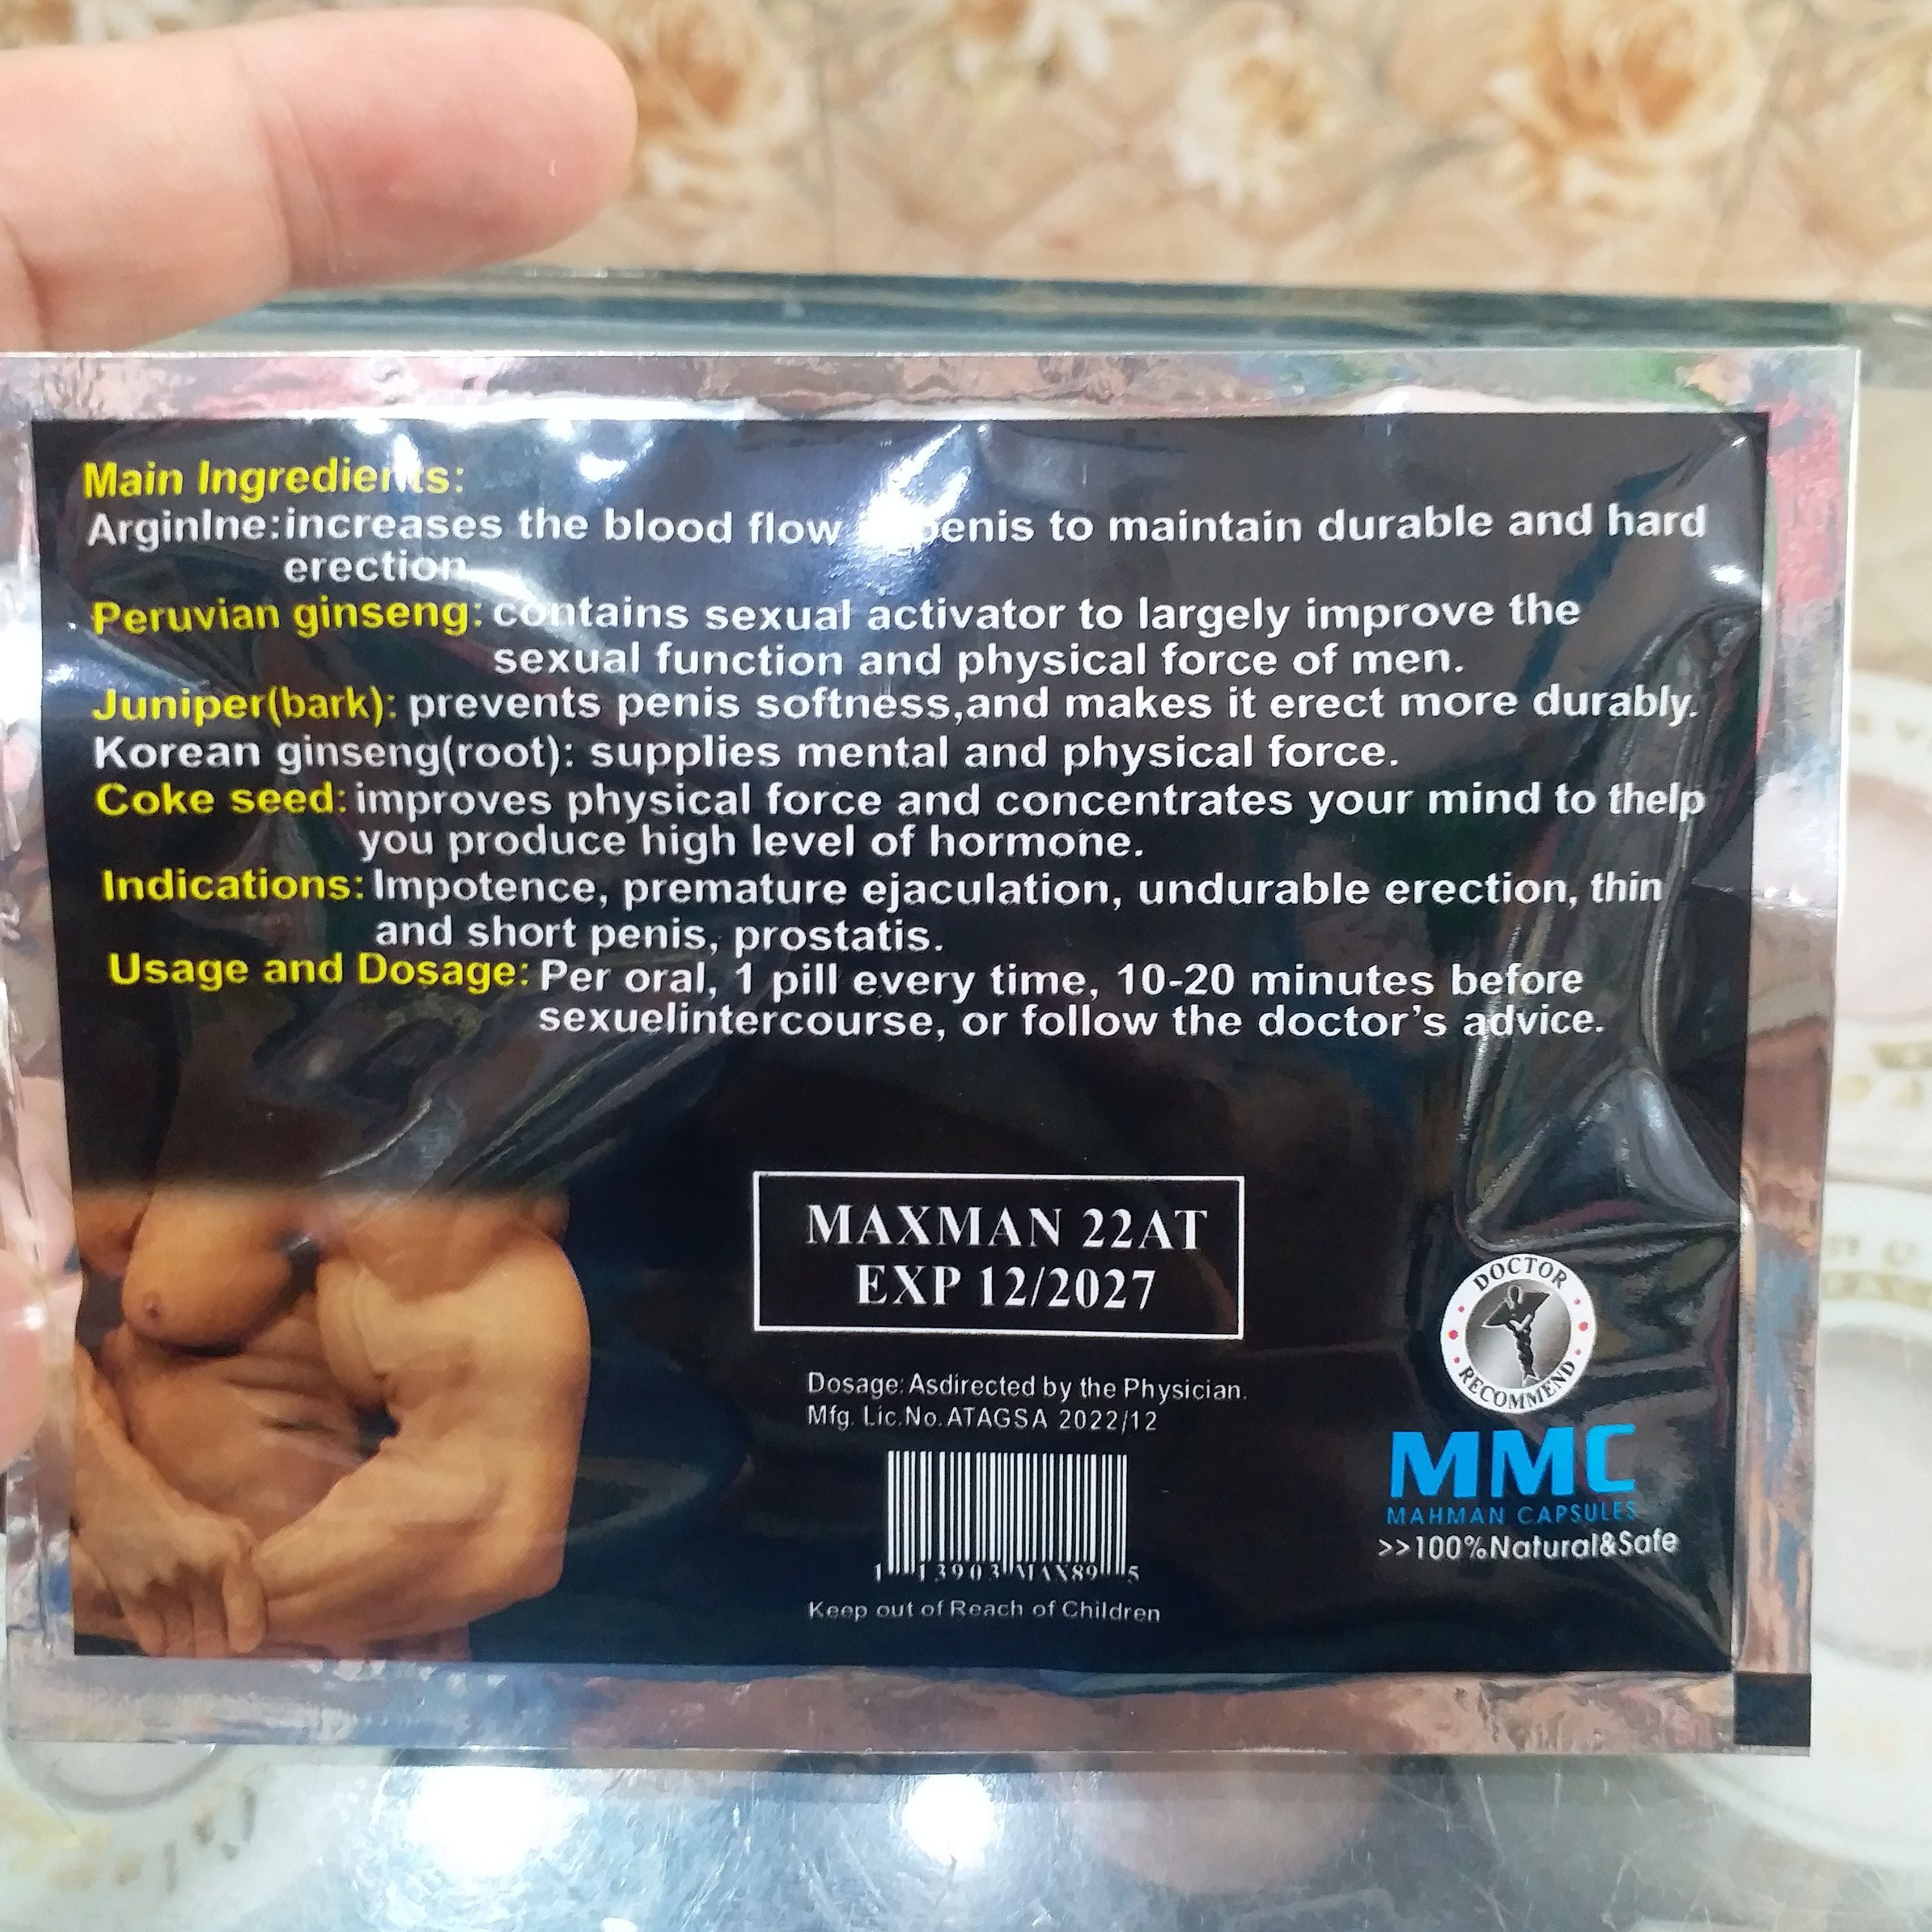 Main Ingredients:
ArginIne:increases the blood flow penis to maintain durable and hard
erection
Peruvian ginseng: contains sexual activator to largely improve the
sexual function and physical force of men.
Juniper(bark): prevents penis softness,and makes it erect more durably.
Korean ginseng(root): supplies mental and physical force.
Coke seed: improves physical force and concentrates your mind to thelp
you produce high level of hormone.
Indications: Impotence, premature ejaculation, undurable erection, thin
and short penis, prostatis.
Usage and Dosage: Per oral, 1 pill every time, 10-20 minutes before
sexuelintercourse, or follow the doctor's advice.
MAXMAN 22AT
EXP 12/2027
Dosage: Asdirected by the Physician.
Mfg. Lic.No.ATAGSA 2022/12
1 13903 MAX89 5
Keep out of Reach of Children
DOCTOR
RECOMMEND
MMC
MAHMAN CAPSULES
>>100%Natural&Safe